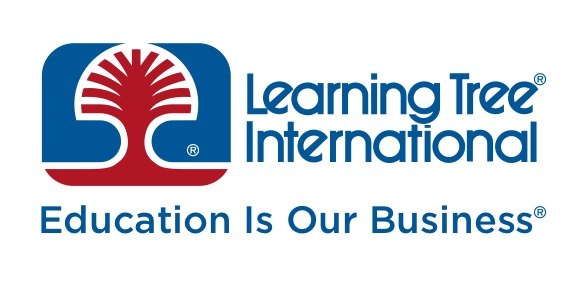 Learning Tree®
International
®
Education Is Our Business®